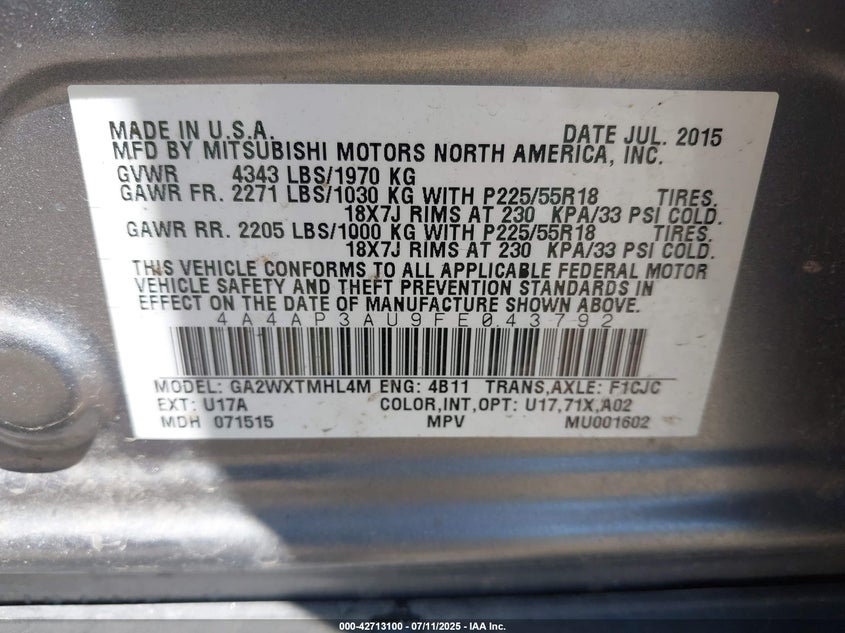 MADE IN U.S.A. DATE JUL. 2015
MFD BY MITSUBISHI MOTORS NORTH AMERICA, INC.
GVWR 4343 LBS/1970 KG
GAWR FR. 2271 LBS/1030 KG WITH P225/55R18 TIRES.
18X7J RIMS AT 230 KPA/33 PSI COLD.
GAWR RR. 2205 LBS/1000 KG WITH P225/55R18 TIRES.
18X7J RIMS AT 230 KPA/33 PSI COLD.
THIS VEHICLE CONFORMS TO ALL APPLICABLE FEDERAL MOTOR
VEHICLE SAFETY AND THEFT PREVENTION STANDARDS IN
EFFECT ON THE DATE OF MANUFACTURE SHOWN ABOVE.
4A4AP3AU9FE043792
MODEL: GA2WXTMHL4M ENG: 4B11 TRANS,AXLE: F1CJC
EXT: U17A COLOR,INT,OPT: U17,71X,A02
MDH 071515 MPV MU001602
000-42713100 - 07/11/2025 - IAA Inc.